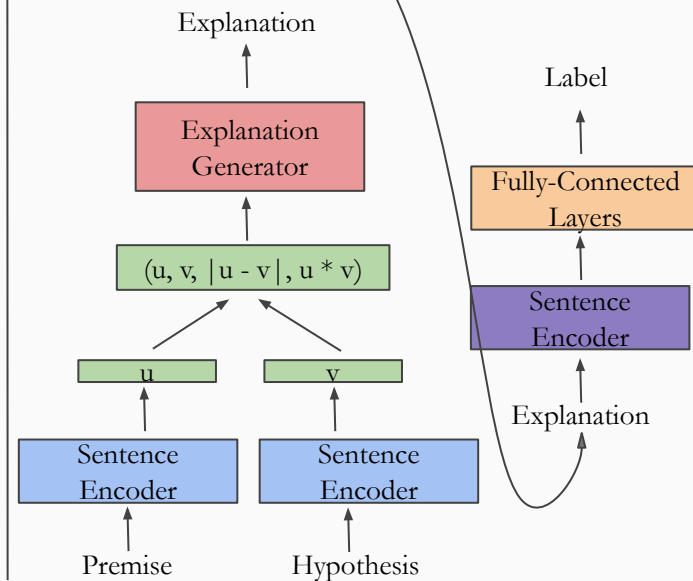 Explanation
Explanation
Generator
(u, v, |u - v|, u * v)
u
v
Sentence
Encoder
Sentence
Encoder
Premise
Hypothesis
Label
Fully-Connected
Layers
Sentence
Encoder
Explanation